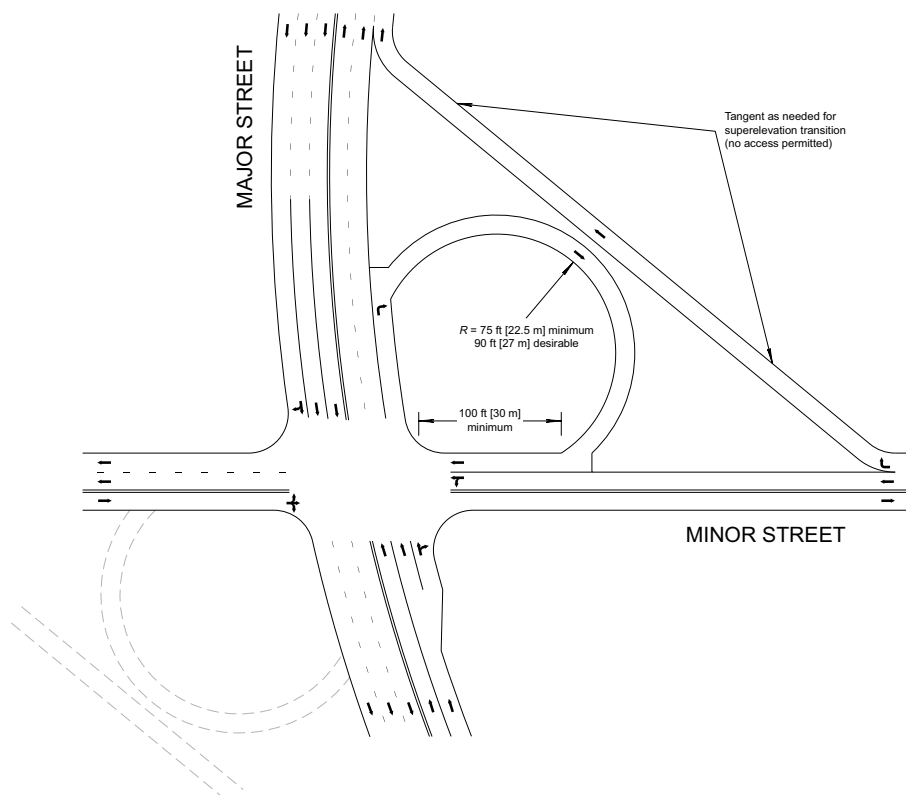 MAJOR STREET
Tangent as needed for
superelevation transition
(no access permitted)
R = 75 ft [22.5 m] minimum
90 ft [27 m] desirable
100 ft [30 m]
minimum
MINOR STREET